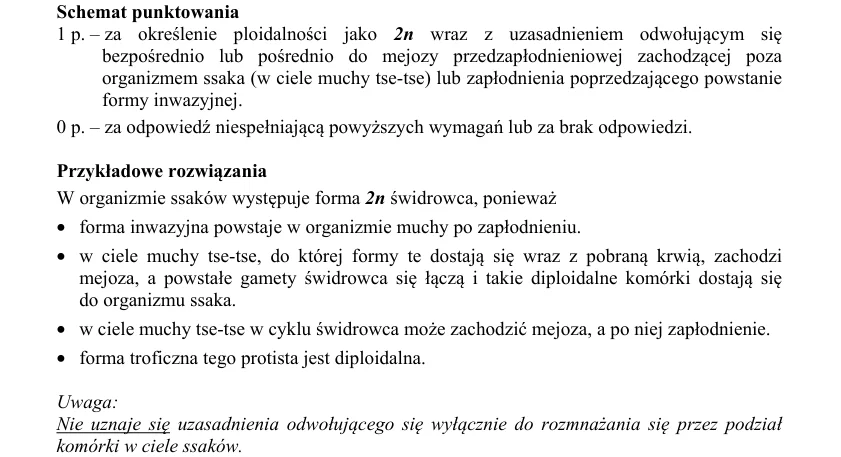 Schemat punktowania
1 p. – za określenie ploidalności jako 2n wraz z uzasadnieniem odwołującym się
bezpośrednio lub pośrednio do mejozy przedzapłodnieniowej zachodzącej poza
organizmem ssaka (w ciele muchy tse-tse) lub zapłodnienia poprzedzającego powstanie
formy inwazyjnej.
0 p. – za odpowiedź niespełniającą powyższych wymagań lub za brak odpowiedzi.
Przykładowe rozwiązania
W organizmie ssaków występuje forma 2n świdrowca, ponieważ
• forma inwazyjna powstaje w organizmie muchy po zapłodnieniu.
• w ciele muchy tse-tse, do której formy te dostają się wraz z pobraną krwią, zachodzi
mejoza, a powstałe gamety świdrowca się łączą i takie diploidalne komórki dostają się
do organizmu ssaka.
• w ciele muchy tse-tse w cyklu świdrowca może zachodzić mejoza, a po niej zapłodnienie.
• forma troficzna tego protista jest diploidalna.
Uwaga:
Nie uznaje się uzasadnienia odwołującego się wyłącznie do rozmnażania się przez podział
komórki w ciele ssaków.